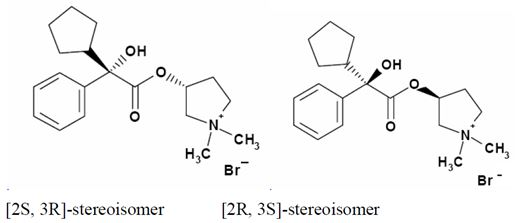 OH
OH
O
O
O
O
N+
N+
CH3
CH3
H3C
H3C
Br−
Br -
[2S, 3R]-stereoisomer [2R, 3S]-stereoisomer